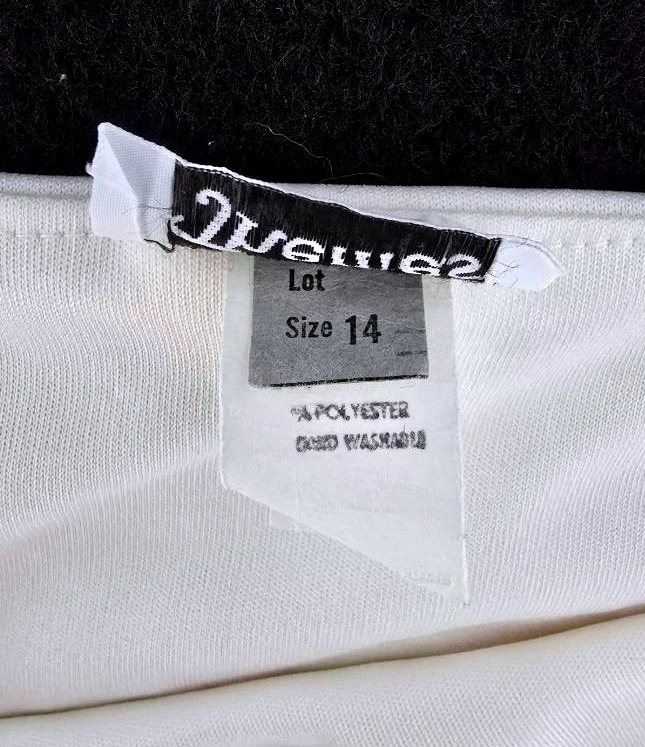 Lot
Size 14
% POLYESTER
WASHABLE